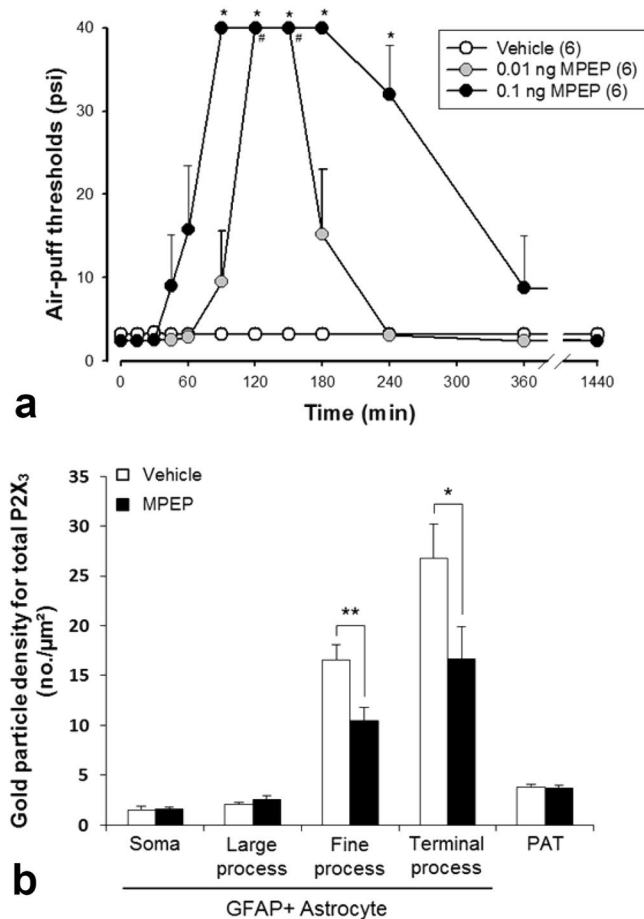 * * * * *
# #
40
30
20
10
0
Air-puff thresholds (psi)
Vehicle (6)
0.01 ng MPEP (6)
0.1 ng MPEP (6)
0 60 120 180 240 300 360 1440
Time (min)
a
Gold particle density for total P2X₃
(no./µm²)
Vehicle
MPEP
35
30
25
20
15
10
5
0
**
*
Soma Large process Fine process Terminal process PAT
GFAP+ Astrocyte
b